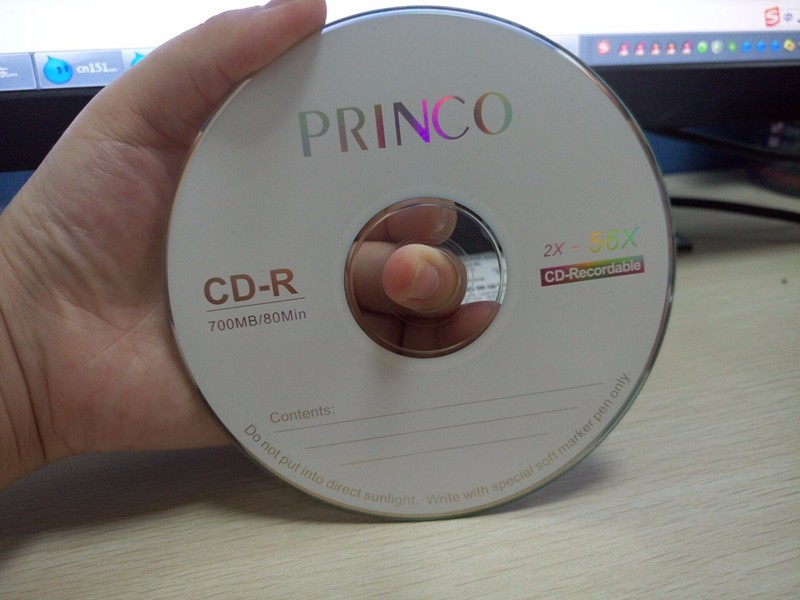 cn151...
PRINCO
2X - 56X
CD-Recordable
CD-R
700MB/80Min
Contents:
Do not put into direct sunlight. Write with special soft marker pen only.